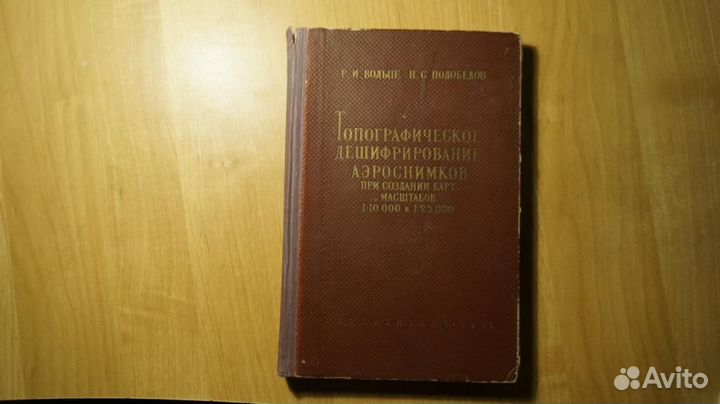 Р. И. ВОЛЬПЕ Н. С. ПОДОБЕДОВ
ТОПОГРАФИЧЕСКОЕ
ДЕШИФРИРОВАНИЕ
АЭРОСНИМКОВ
ПРИ СОЗДАНИИ КАРТ
МАСШТАБОВ
1:10 000 и 1:25 000
Avito